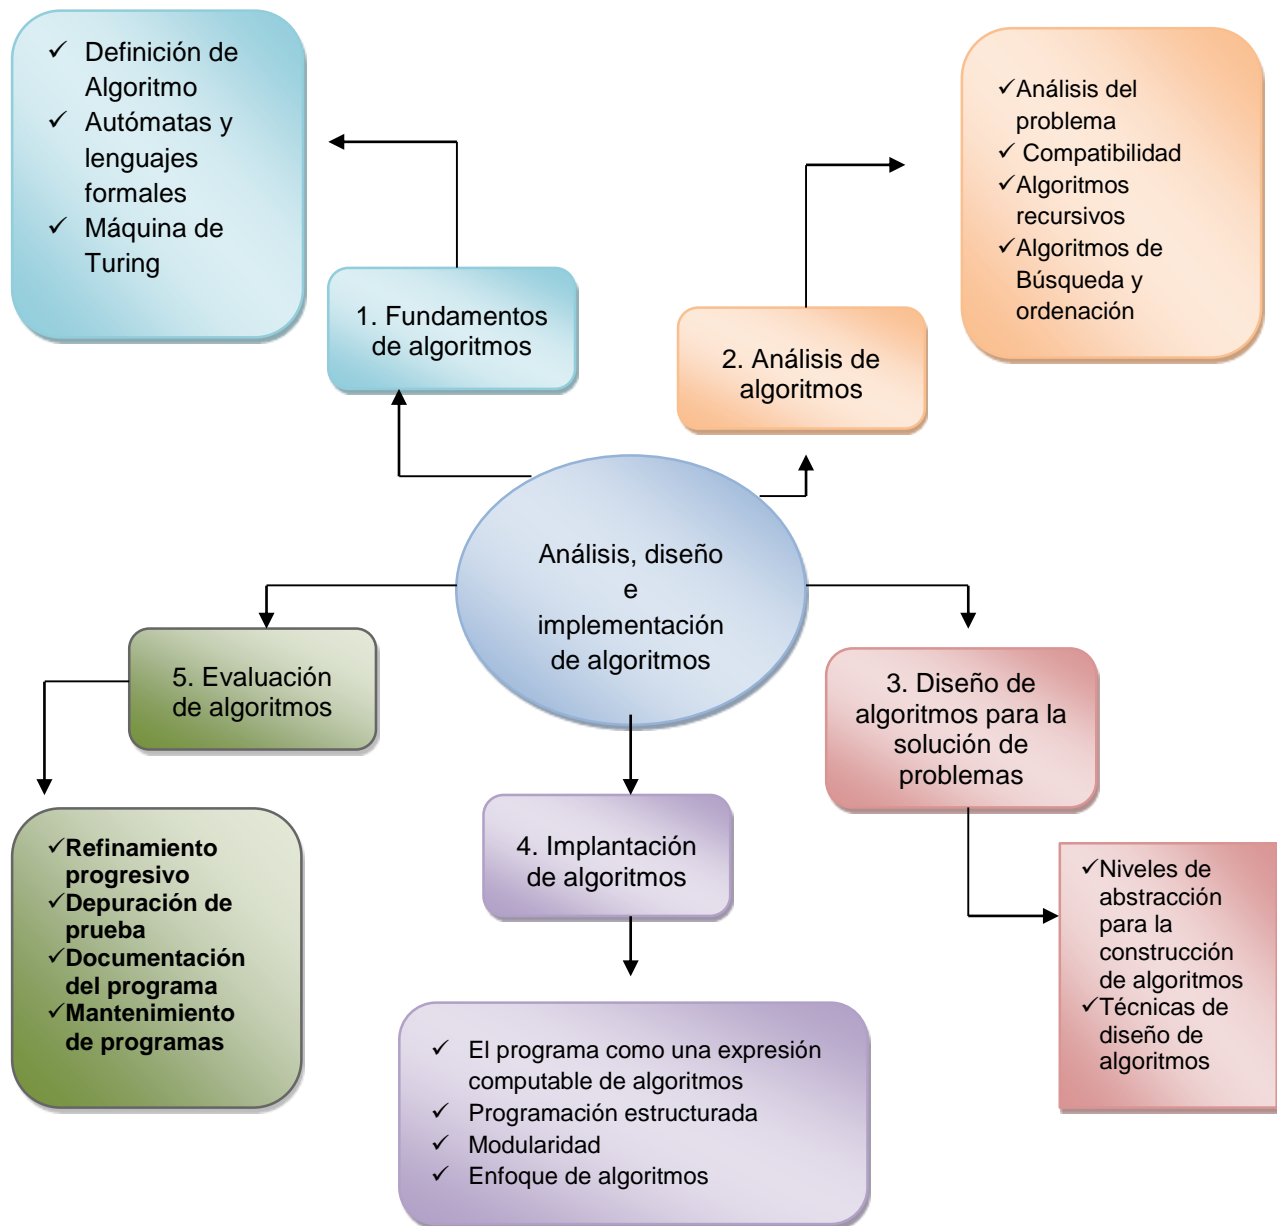 ✓ Definición de
Algoritmo
✓ Autómatas y
lenguajes
formales
✓ Máquina de
Turing
1. Fundamentos
de algoritmos
✓Análisis del
problema
✓ Compatibilidad
✓Algoritmos
recursivos
✓Algoritmos de
Búsqueda y
ordenación
2. Análisis de
algoritmos
Análisis, diseño
e
implementación
de algoritmos
3. Diseño de
algoritmos para la
solución de
problemas
✓Niveles de
abstracción
para la
construcción
de algoritmos
✓Técnicas de
diseño de
algoritmos
4. Implantación
de algoritmos
✓ El programa como una expresión
computable de algoritmos
✓ Programación estructurada
✓ Modularidad
✓ Enfoque de algoritmos
5. Evaluación
de algoritmos
✓Refinamiento
progresivo
✓Depuración de
prueba
✓Documentación
del programa
✓Mantenimiento
de programas